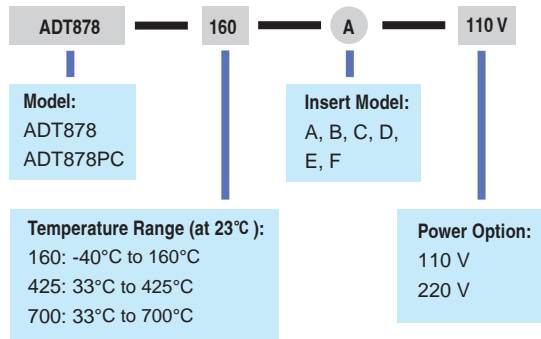 ADT878 160 A 110 V
Model:
ADT878
ADT878PC
Insert Model:
A, B, C, D,
E, F
Temperature Range (at 23°C ):
160: -40°C to 160°C
425: 33°C to 425°C
700: 33°C to 700°C
Power Option:
110 V
220 V